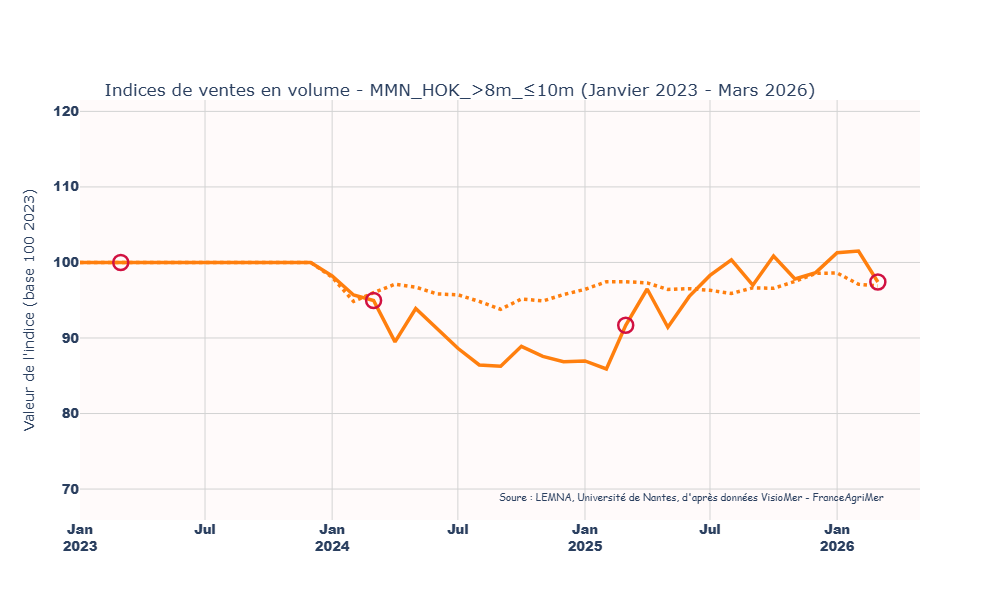 Indices de ventes en volume - MMN_HOK_>8m_≤10m (Janvier 2023 - Mars 2026)
Valeur de l'indice (base 100 2023)
120
110
100
90
80
70
Soure : LEMNA, Université de Nantes, d'après données VisioMer - FranceAgriMer
Jan Jul Jan Jul Jan Jul Jan
2023 2024 2025 2026